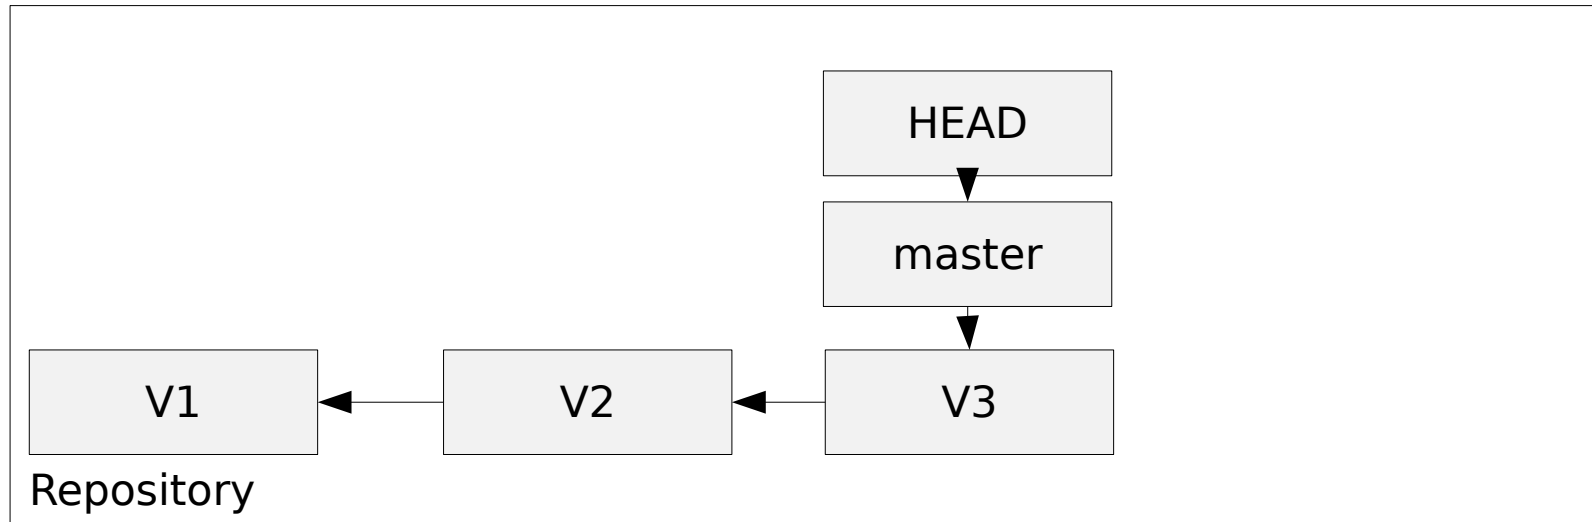 HEAD
master
V1
V2
V3
Repository